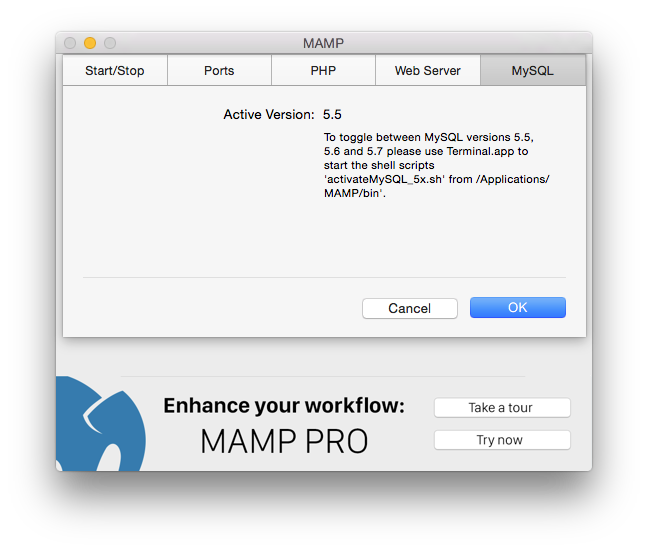 MAMP
Start/Stop Ports PHP Web Server MySQL
Active Version: 5.5
To toggle between MySQL versions 5.5,
5.6 and 5.7 please use Terminal.app to
start the shell scripts
'activateMySQL_5x.sh' from /Applications/
MAMP/bin'.
Cancel OK
Enhance your workflow:
MAMP PRO
Take a tour
Try now